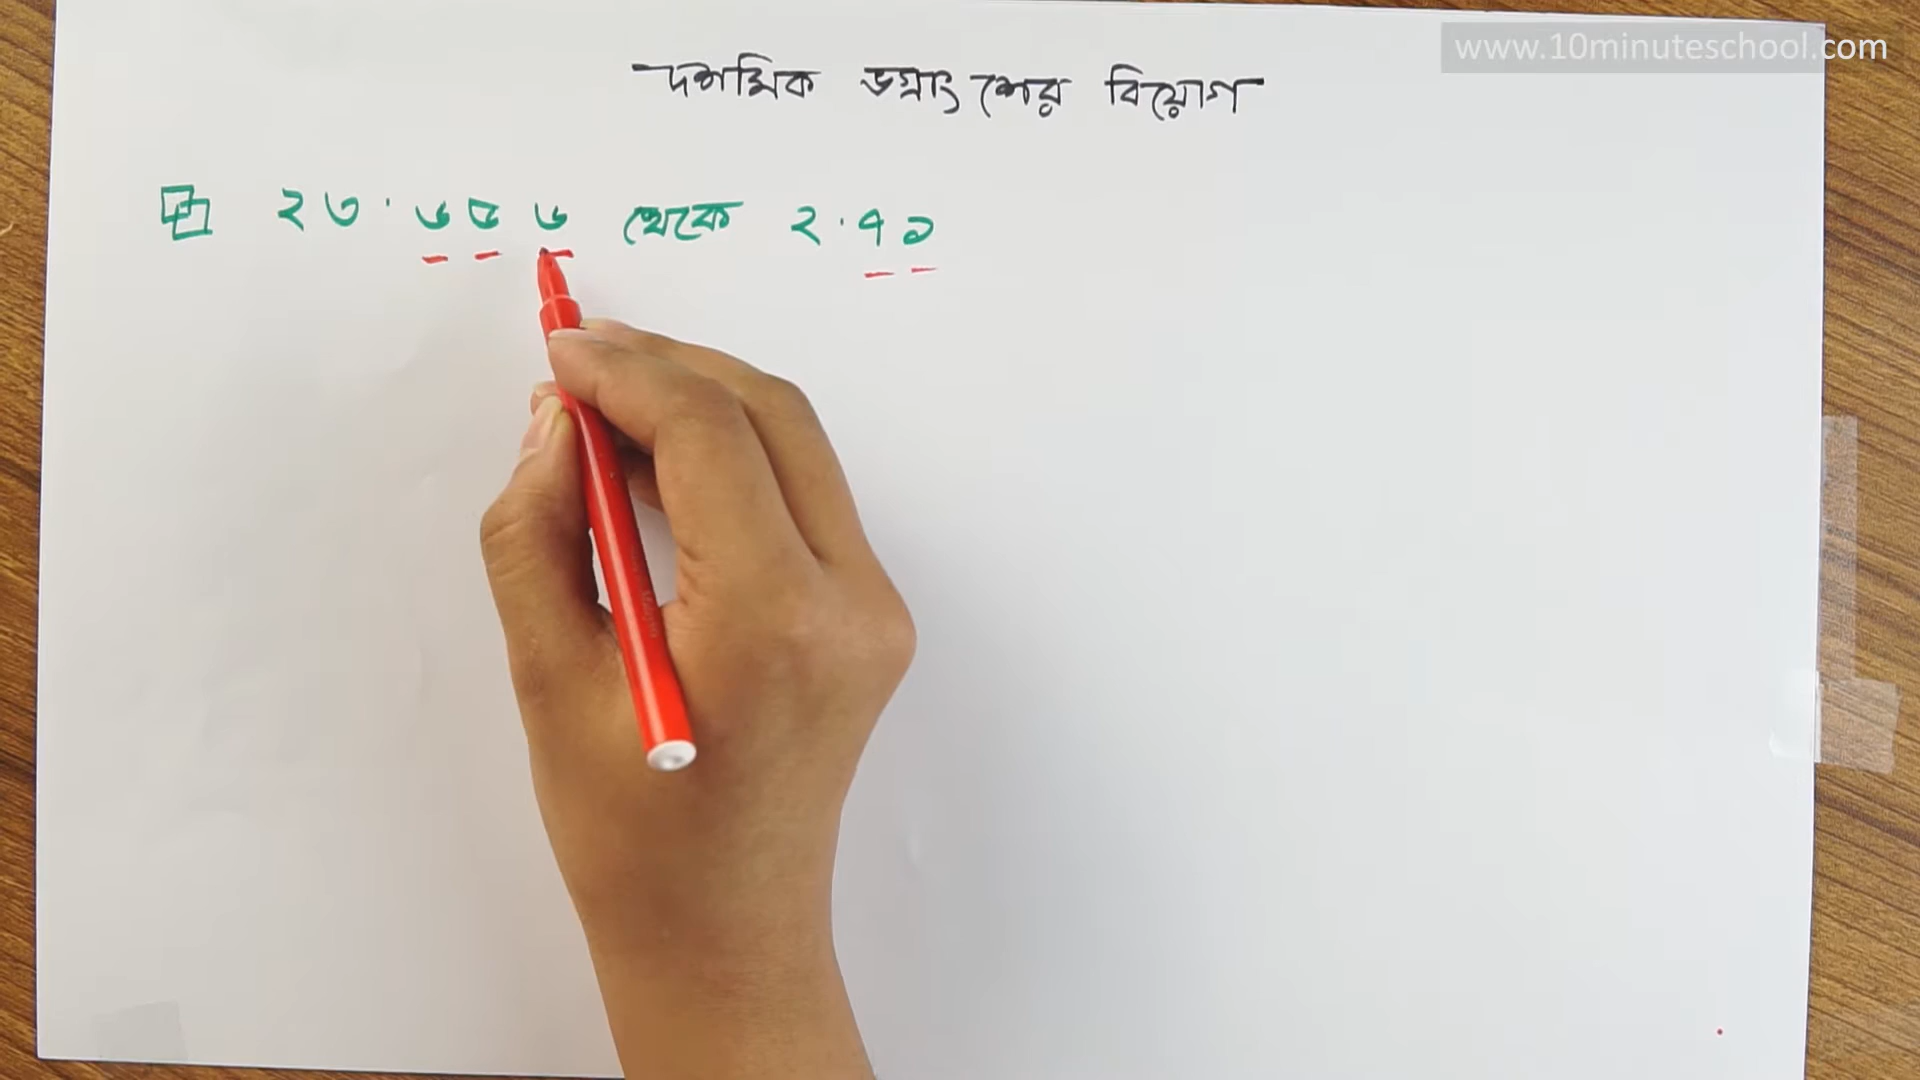 www.10minuteschool.com
দশমিক ভগ্নাংশের বিয়োগ
২৩·৬৮৬ থেকে ২·৭৯